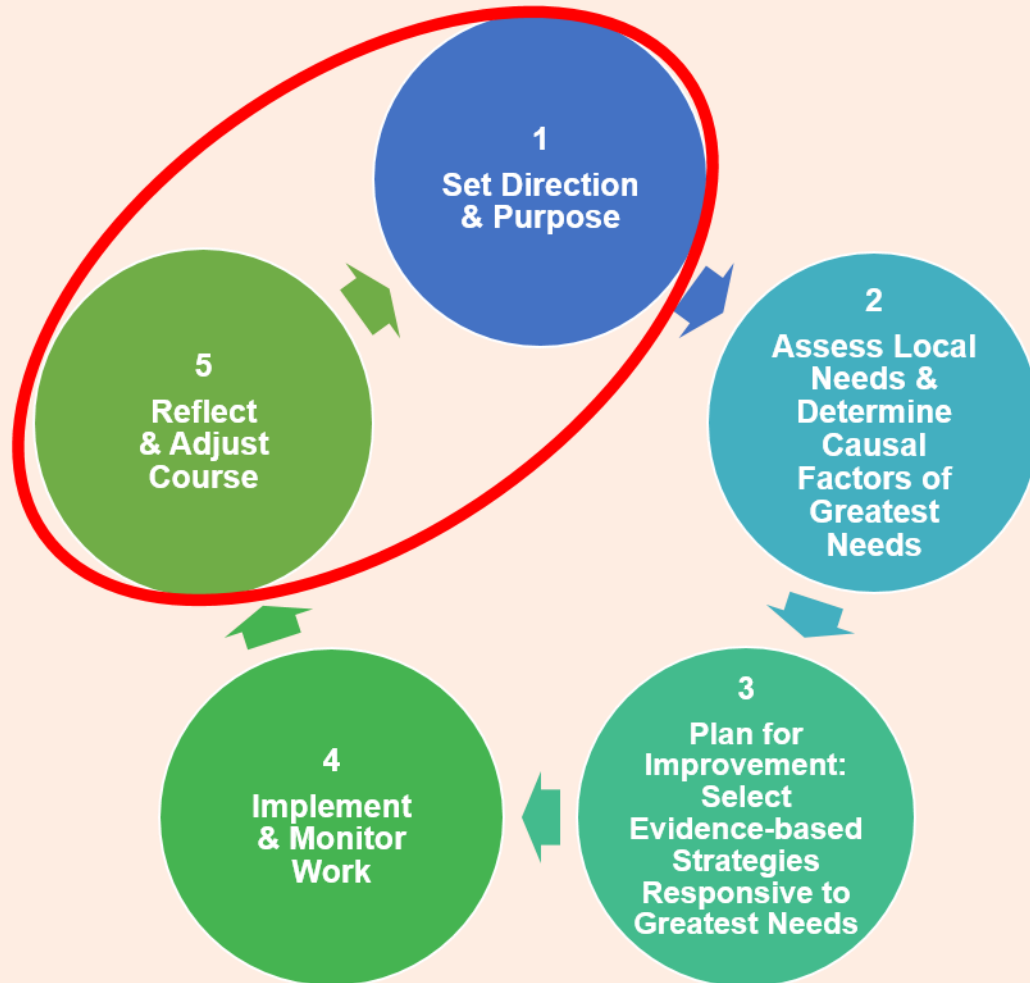 1
Set Direction
& Purpose
2
Assess Local
Needs &
Determine
Causal
Factors of
Greatest
Needs
3
Plan for
Improvement:
Select
Evidence-based
Strategies
Responsive to
Greatest Needs
4
Implement
& Monitor
Work
5
Reflect
& Adjust
Course